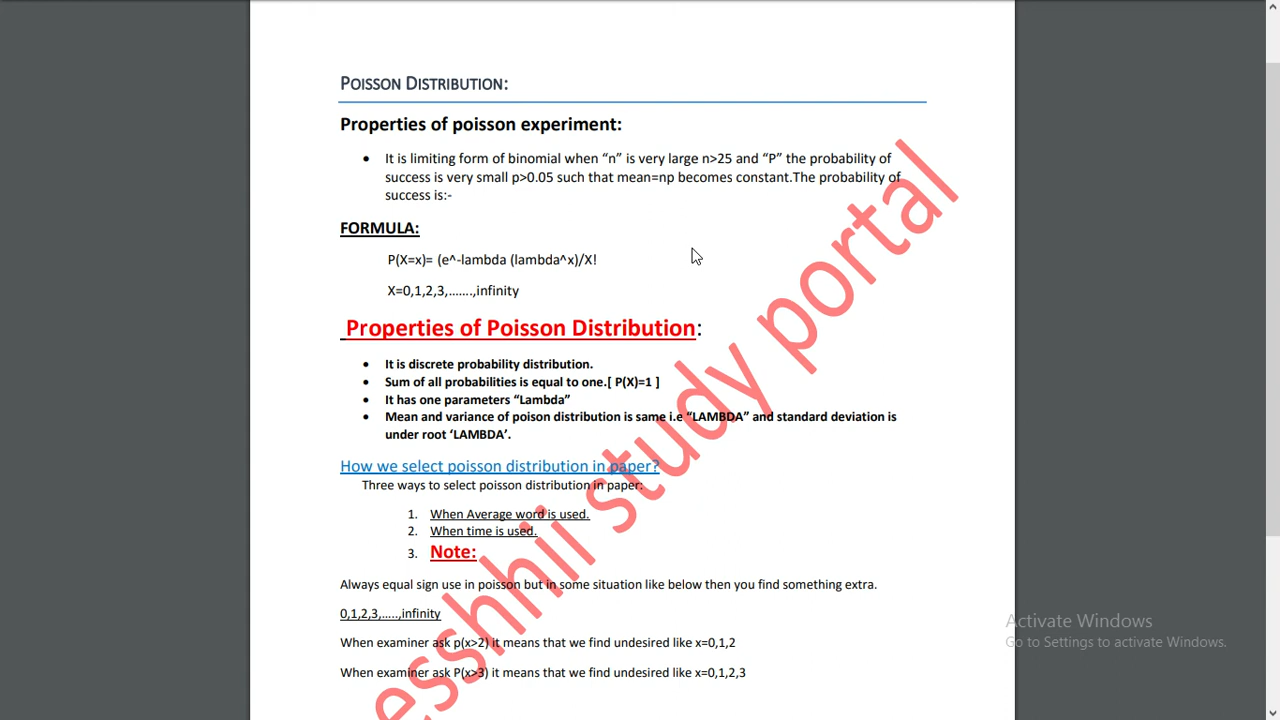 POISSON DISTRIBUTION:
Properties of poisson experiment:
• It is limiting form of binomial when “n” is very large n>25 and “P” the probability of
success is very small p>0.05 such that mean=np becomes constant.The probability of
success is:-
FORMULA:
P(X=x)= (e^-lambda (lambda^x)/X!
X=0,1,2,3,…….,infinity
Properties of Poisson Distribution:
• It is discrete probability distribution.
• Sum of all probabilities is equal to one.[ P(X)=1 ]
• It has one parameters “Lambda”
• Mean and variance of poison distribution is same i.e “LAMBDA” and standard deviation is
under root ‘LAMBDA’.
How we select poisson distribution in paper?
Three ways to select poisson distribution in paper:
1. When Average word is used.
2. When time is used.
3. Note:
Always equal sign use in poisson but in some situation like below then you find something extra.
0,1,2,3,…..,infinity
When examiner ask p(x>2) it means that we find undesired like x=0,1,2
When examiner ask P(x>3) it means that we find undesired like x=0,1,2,3
esshhii study portal
Activate Windows
Go to Settings to activate Windows.